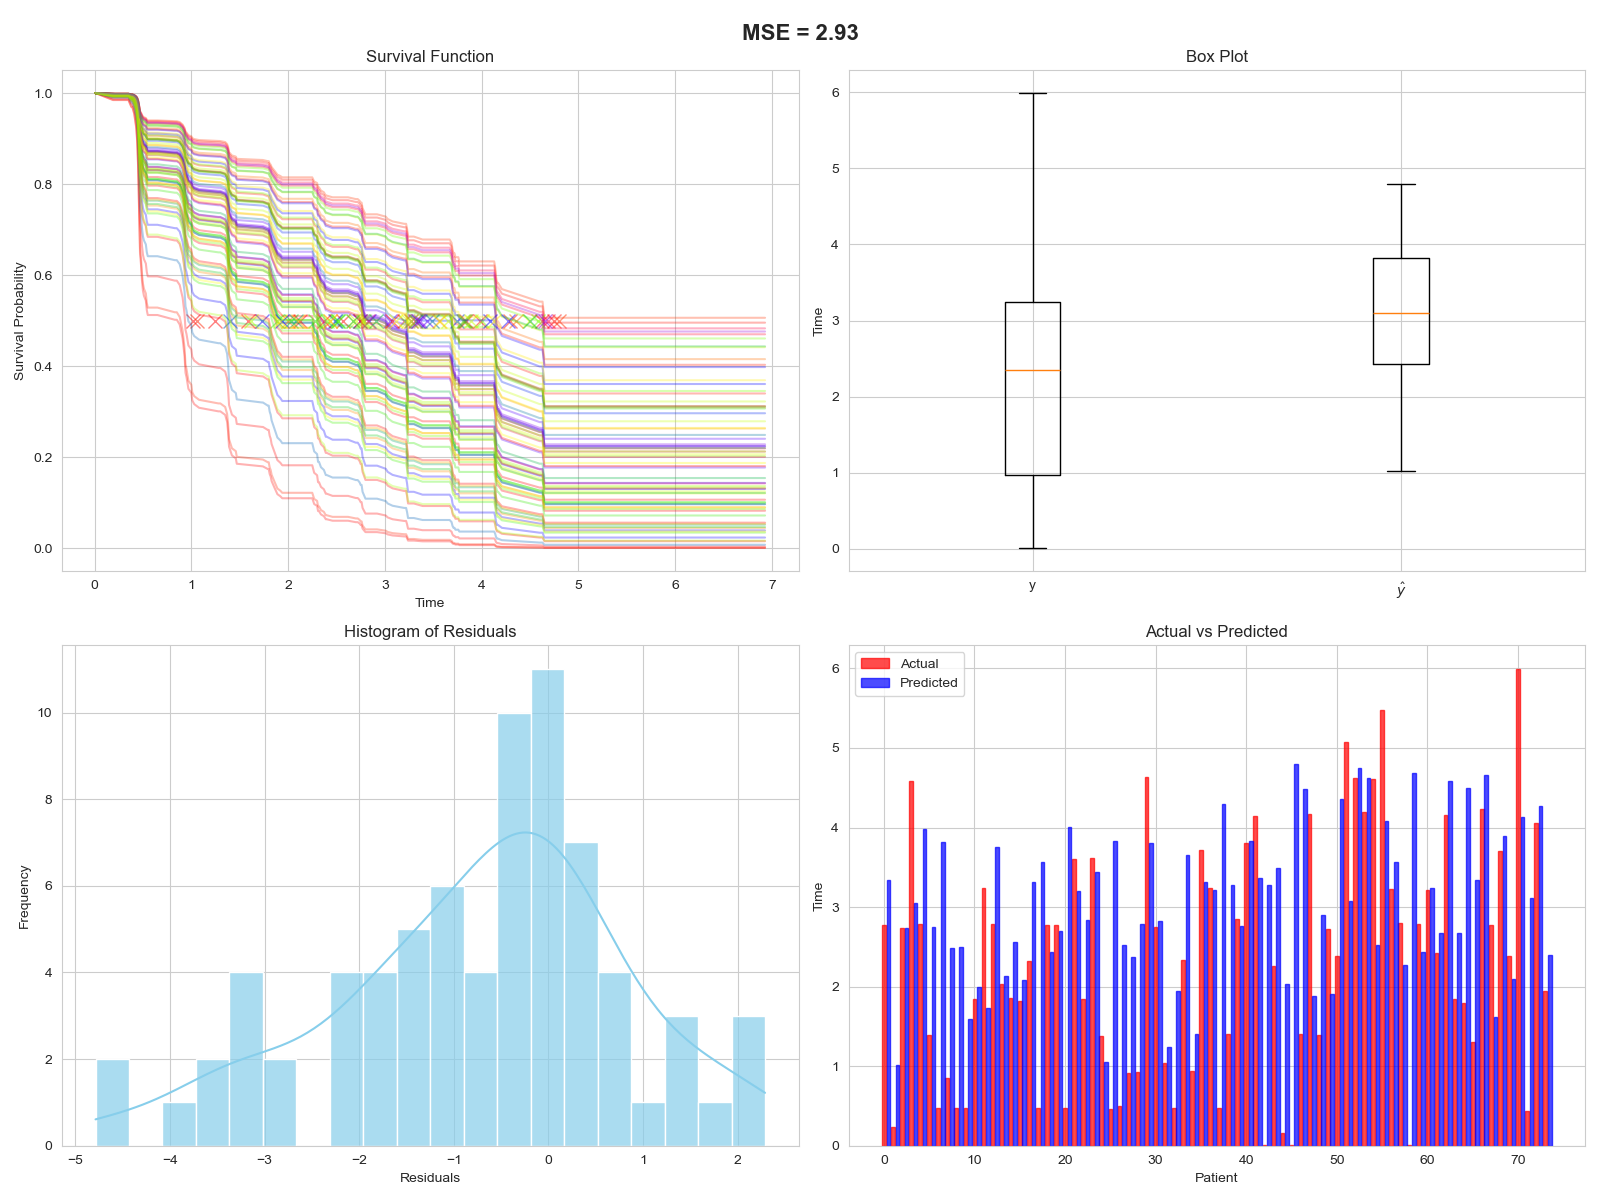 MSE = 2.93
Survival Function
1.0
0.8
0.6
0.4
0.2
0.0
Survival Probability
0 1 2 3 4 5 6 7
Time
Box Plot
6
5
4
3
2
1
0
Time
y ŷ
Histogram of Residuals
10
8
6
4
2
0
Frequency
−5 −4 −3 −2 −1 0 1 2
Residuals
Actual vs Predicted
Actual
Predicted
6
5
4
3
2
1
0
Time
0 10 20 30 40 50 60 70
Patient